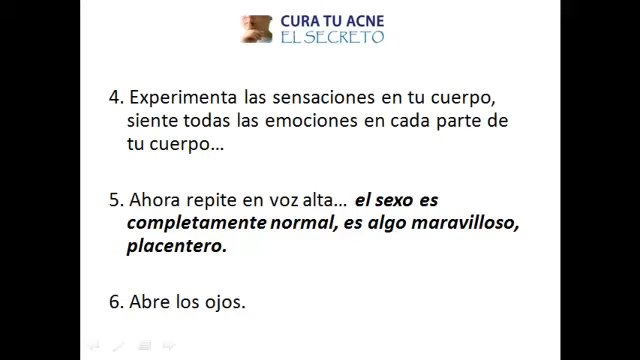 CURA TU ACNE
EL SECRETO
4. Experimenta las sensaciones en tu cuerpo,
siente todas las emociones en cada parte de
tu cuerpo...
5. Ahora repite en voz alta... el sexo es
completamente normal, es algo maravilloso,
placentero.
6. Abre los ojos.